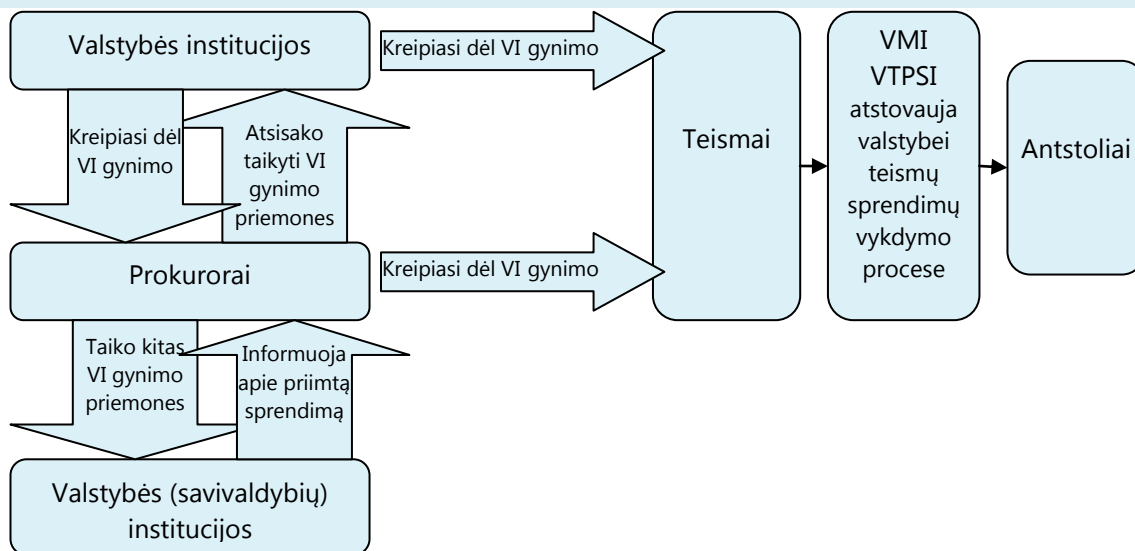 Valstybės institucijos
Kreipiasi dėl VI gynimo
Kreipiasi dėl
VI gynimo
Atsisako
taikyti VI
gynimo
priemones
Prokurorai
Kreipiasi dėl VI gynimo
Taiko kitas
VI gynimo
priemones
Informuoja
apie priimtą
sprendimą
Valstybės (savivaldybių)
institucijos
Teismai
VMI
VTPSI
atstovauja
valstybei
teismų
sprendimų
vykdymo
procese
Antstoliai